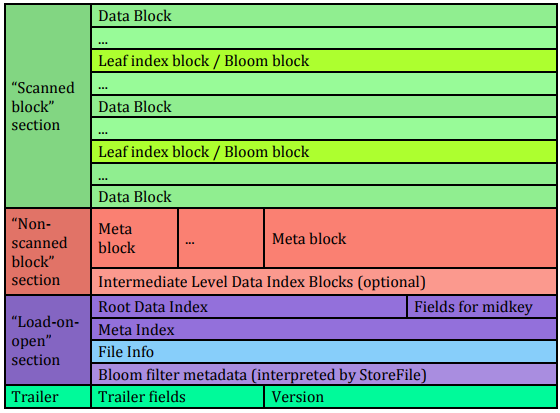 “Scanned
block”
section
Data Block
...
Leaf index block / Bloom block
...
Data Block
...
Leaf index block / Bloom block
...
Data Block
“Non-
scanned
block”
section
Meta
block
...
Meta block
Intermediate Level Data Index Blocks (optional)
“Load-on-
open”
section
Root Data Index
Fields for midkey
Meta Index
File Info
Bloom filter metadata (interpreted by StoreFile)
Trailer
Trailer fields
Version